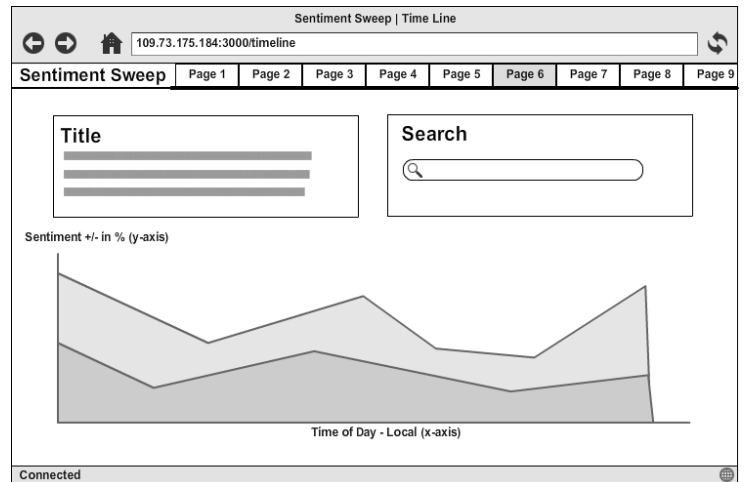 Sentiment Sweep | Time Line
109.73.175.184:3000/timeline
Sentiment Sweep Page 1 Page 2 Page 3 Page 4 Page 5 Page 6 Page 7 Page 8 Page 9
Title
Search
Sentiment +/- in % (y-axis)
Time of Day - Local (x-axis)
Connected